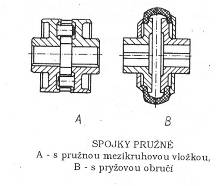 A
B
SPOJKY PRUŽNÉ
A - s pružnou mezikruhovou vložkou,
B - s pryžovou obručí